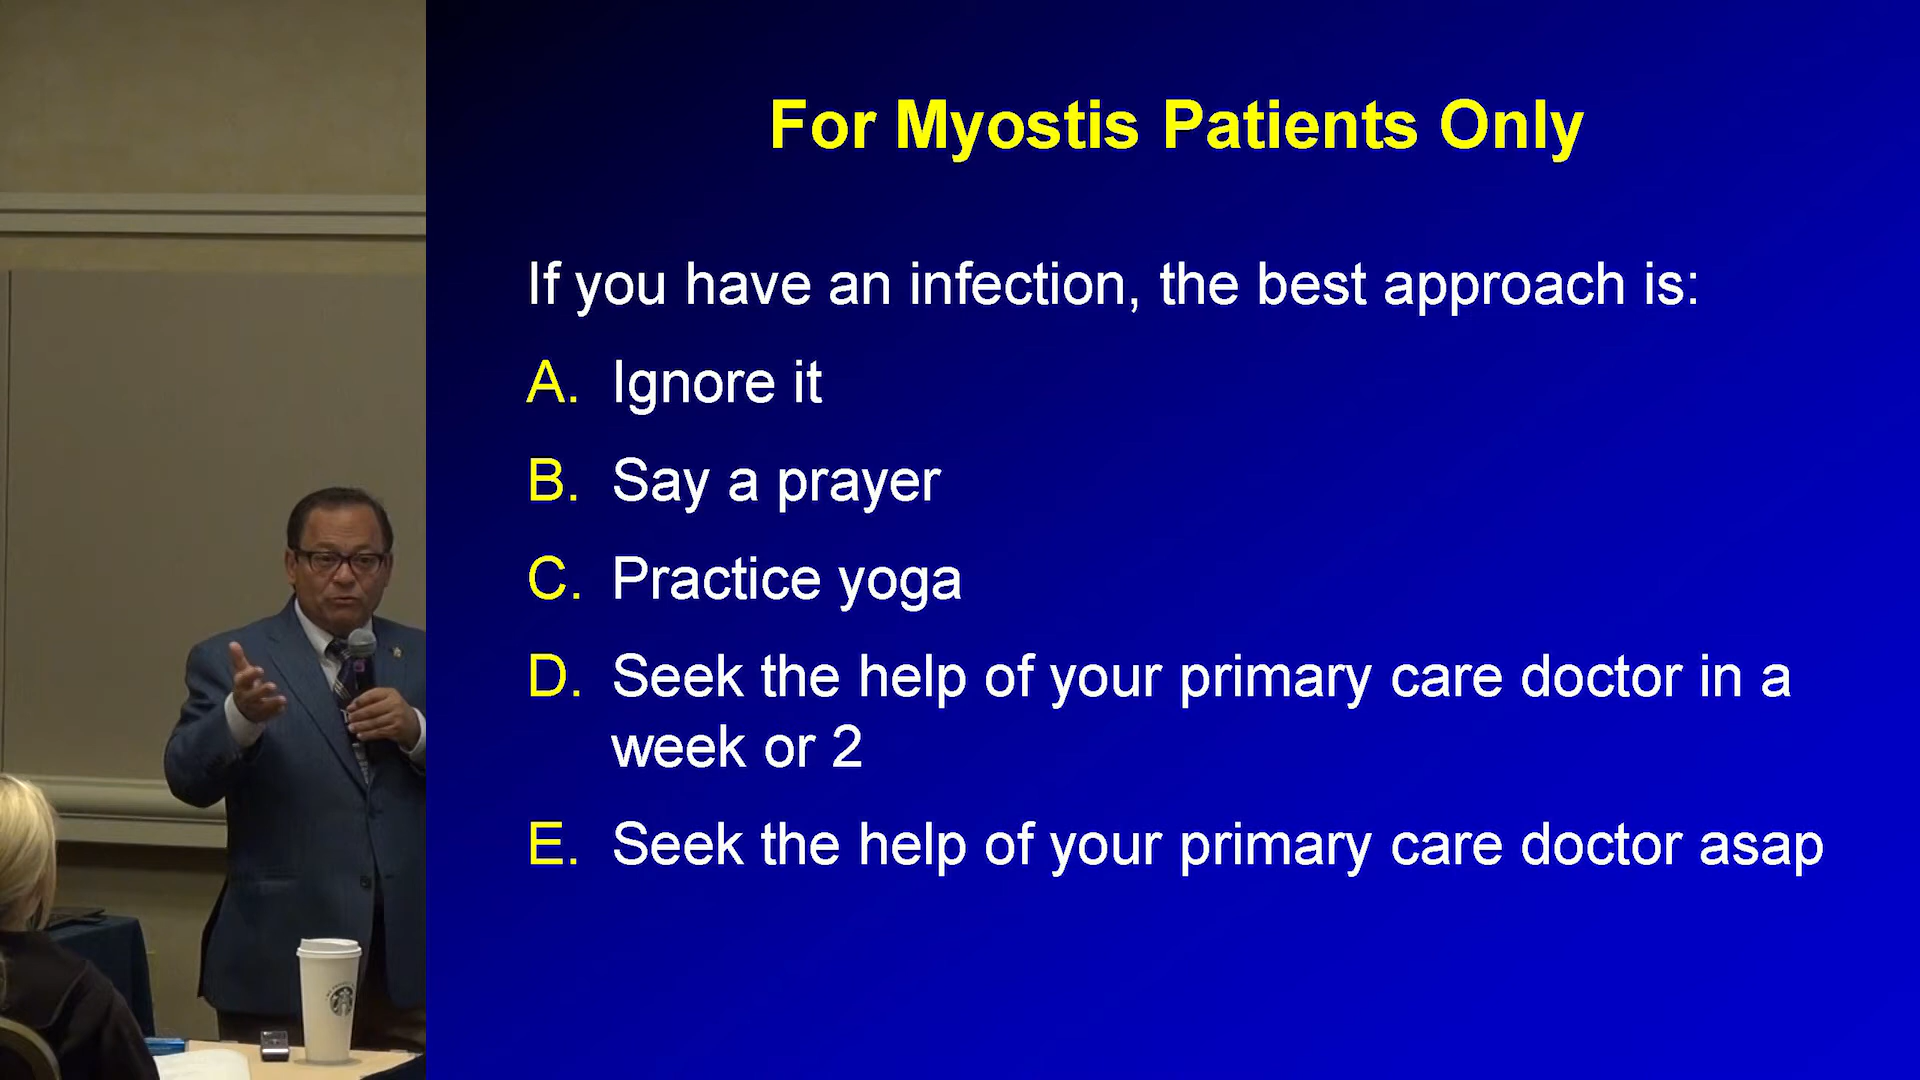 For Myostis Patients Only
If you have an infection, the best approach is:
A. Ignore it
B. Say a prayer
C. Practice yoga
D. Seek the help of your primary care doctor in a
week or 2
E. Seek the help of your primary care doctor asap